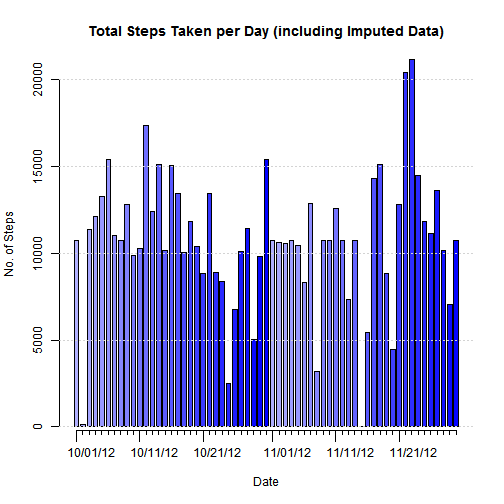 Total Steps Taken per Day (including Imputed Data)
No. of Steps
20000
15000
10000
5000
0
10/01/12 10/11/12 10/21/12 11/01/12 11/11/12 11/21/12
Date